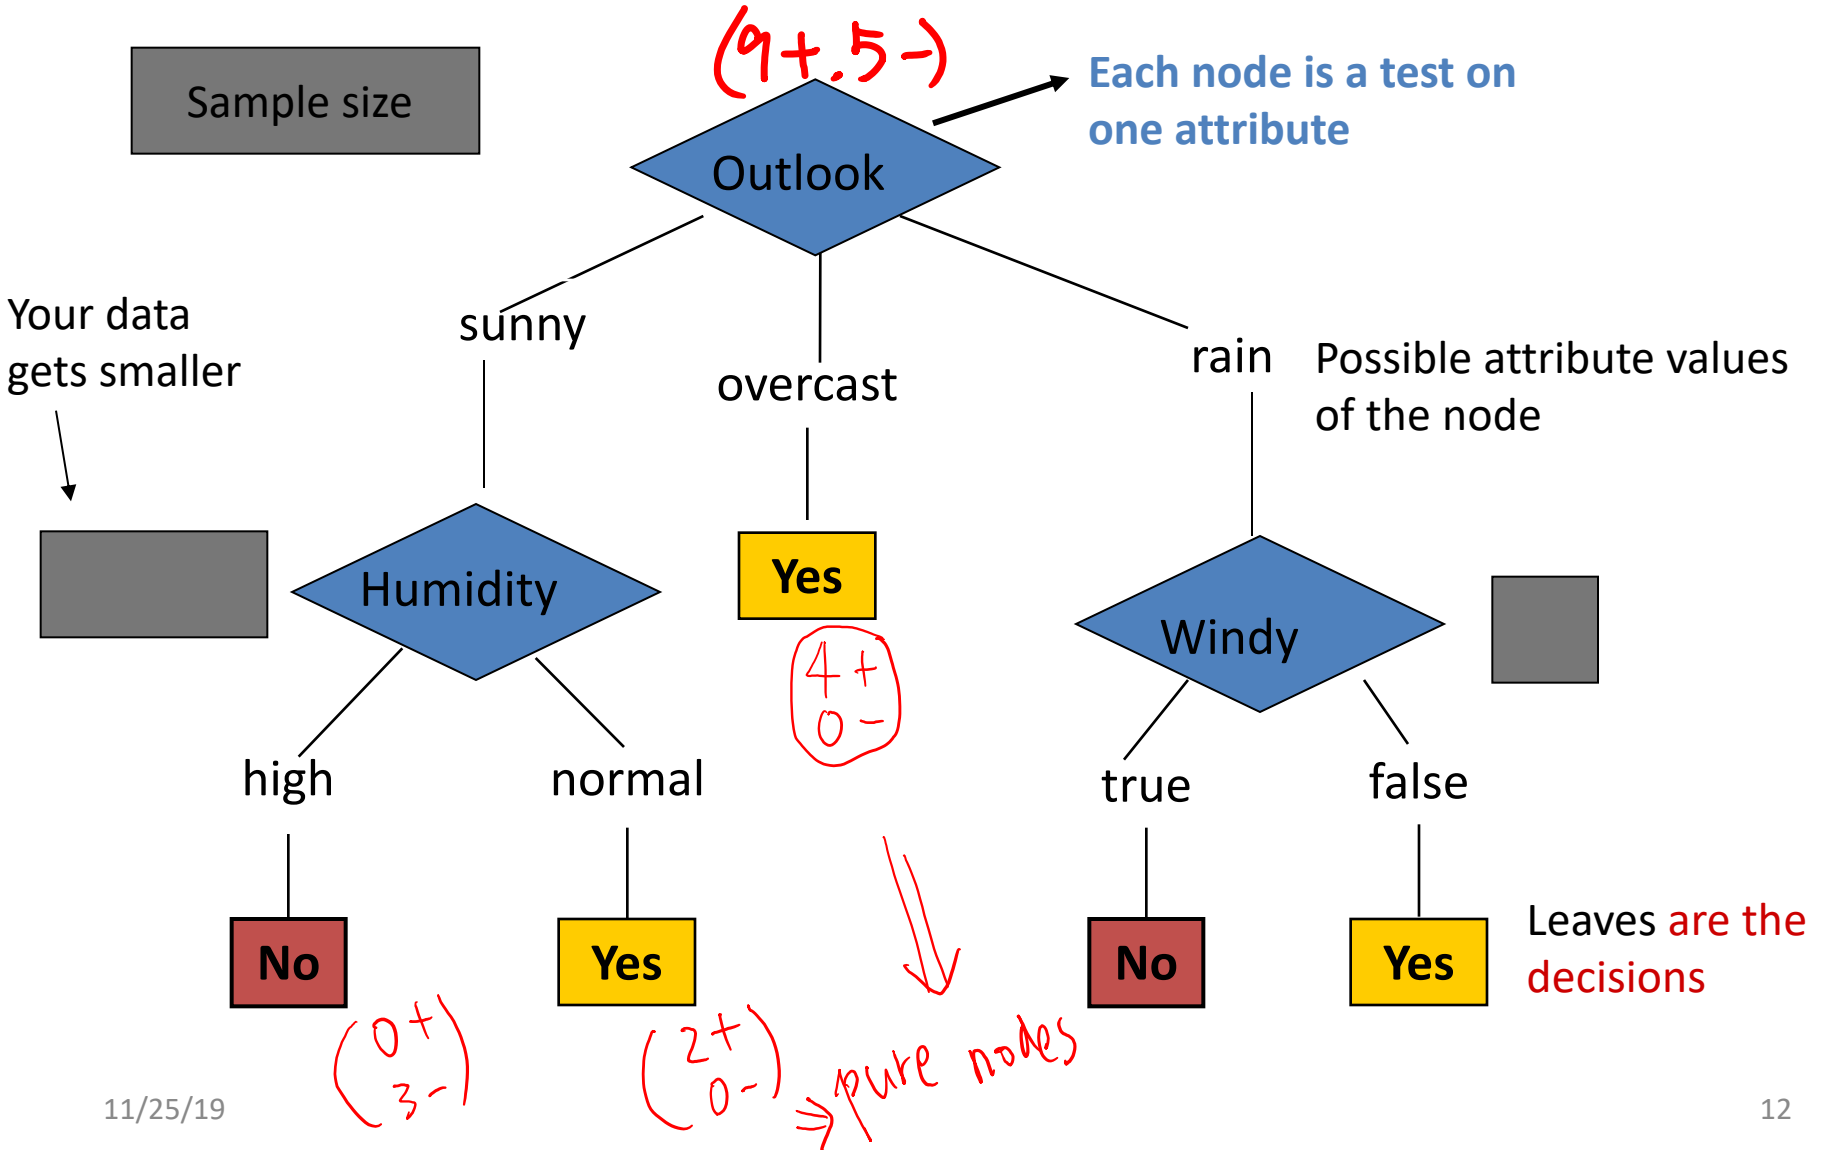 (9+.5-)
Sample size
Each node is a test on
one attribute
Outlook
Your data
gets smaller
sunny
overcast
rain
Possible attribute values
of the node
Humidity
Yes
Windy
4+
0-
high
normal
true
false
No
Yes
No
Yes
Leaves are the
decisions
0+
3-
2+
0-
⇒ pure nodes
11/25/19
12